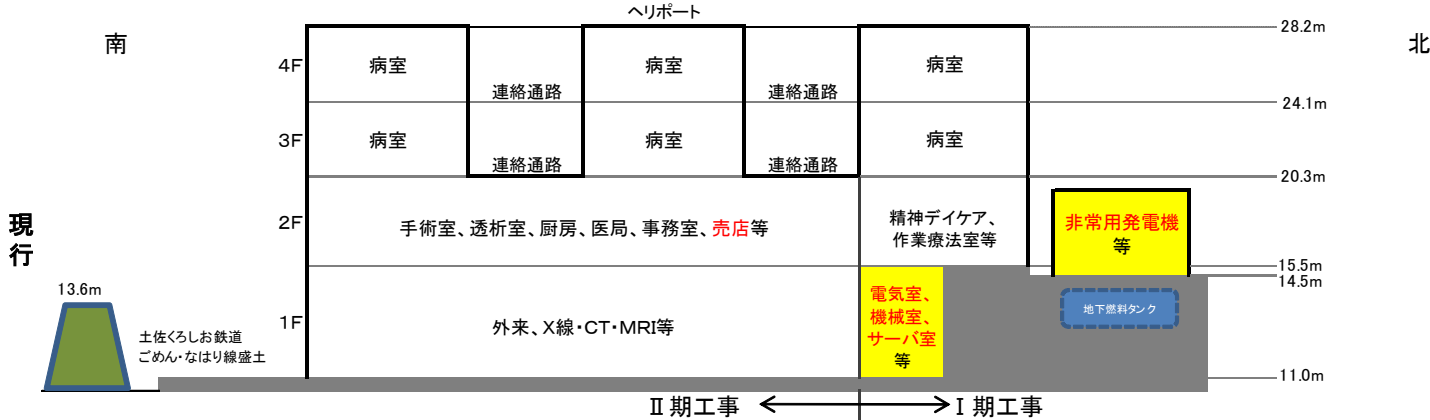 ヘリポート
28.2m
南
北
4F
病室
病室
病室
連絡通路
連絡通路
24.1m
3F
病室
病室
病室
連絡通路
連絡通路
20.3m
現行
2F
手術室、透析室、厨房、医局、事務室、売店等
精神デイケア、
作業療法室等
非常用発電機
等
15.5m
14.5m
13.6m
土佐くろしお鉄道
ごめん・なはり線盛土
1F
外来、X線・CT・MRI等
電気室、
機械室、
サーバ室
等
地下燃料タンク
11.0m
Ⅱ期工事
Ⅰ期工事